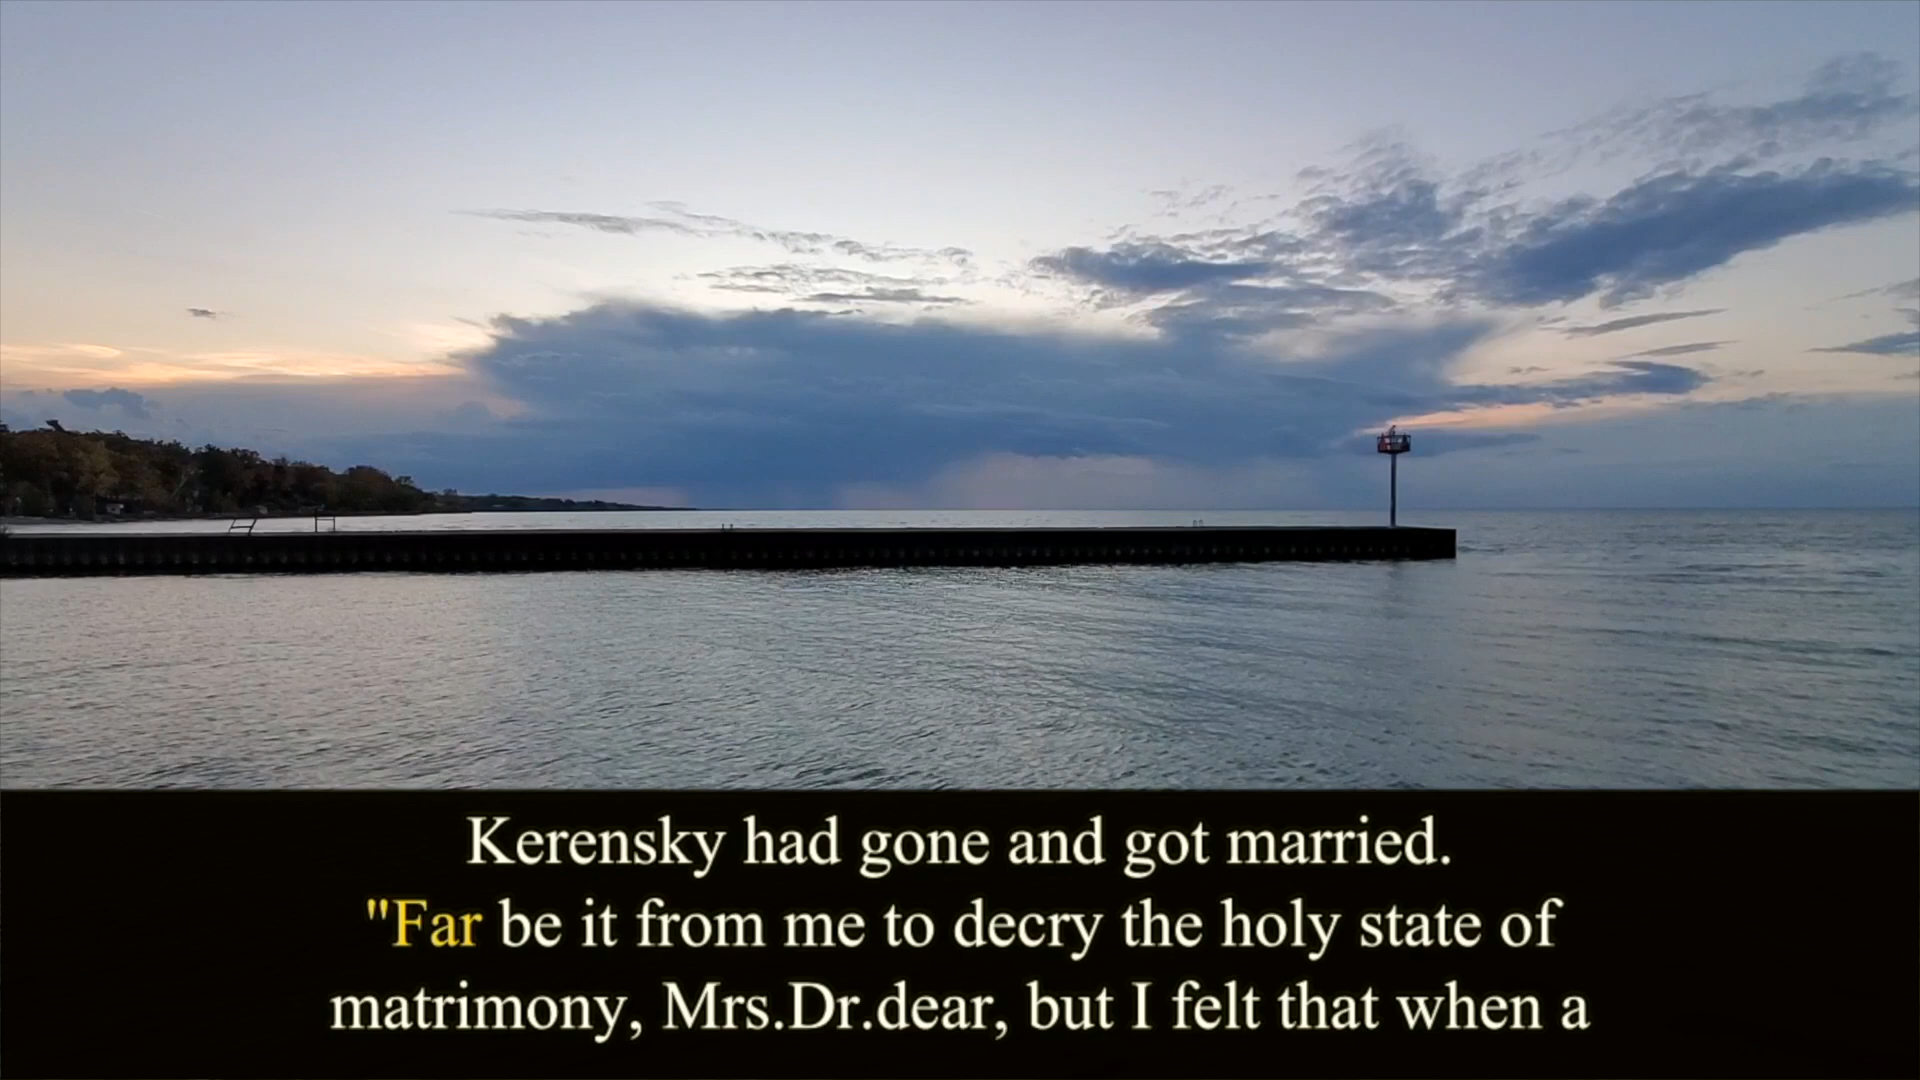 Kerensky had gone and got married.
"Far be it from me to decry the holy state of
matrimony, Mrs.Dr.dear, but I felt that when a